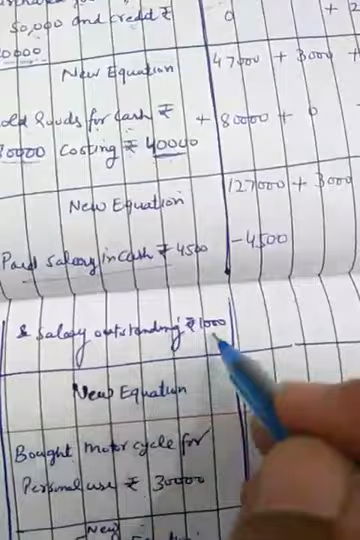 50,000 and credit ₹ 0 + 2
0000
New Equation 47000 + 3000 +
old Goods for cash ₹ + 80000 + 0
80000 costing ₹ 40000
New Equation 127000 + 3000
Paid salary in cash ₹ 4500 -4500
& salary outstanding ₹ 1000
New Equation
Bought Motor cycle for
Personal use ₹ 30000
New